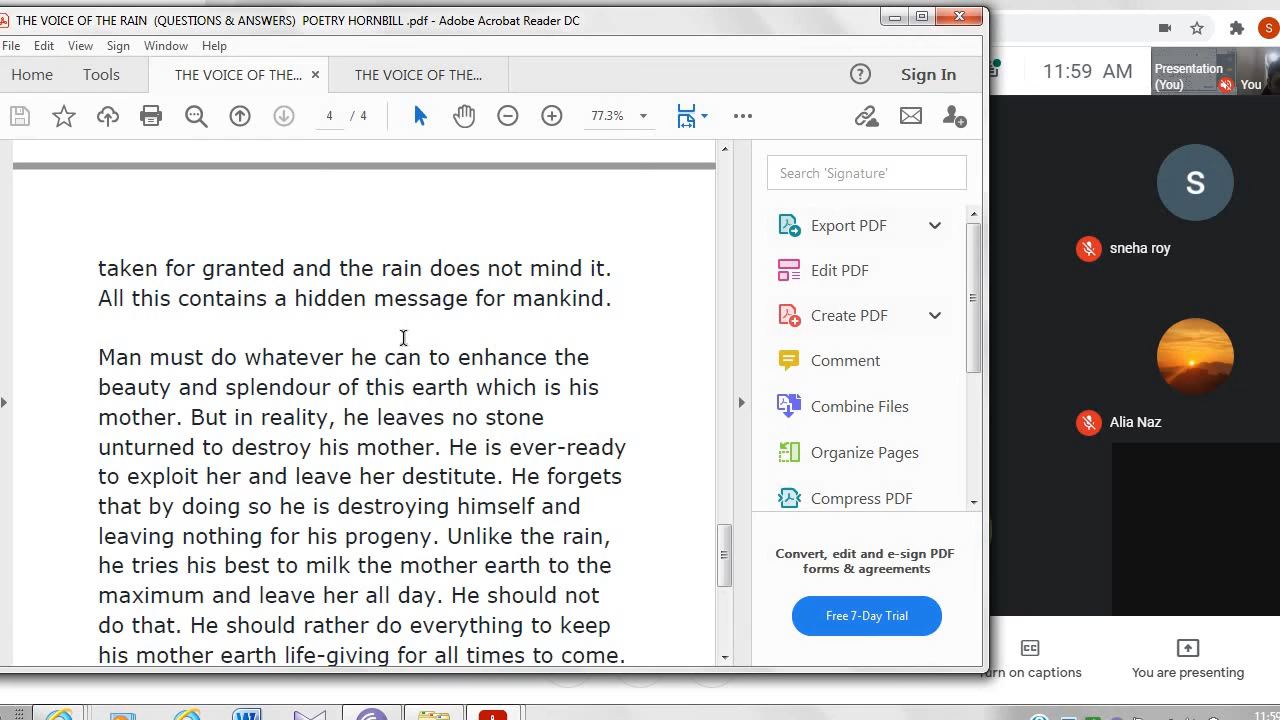 THE VOICE OF THE RAIN (QUESTIONS & ANSWERS) POETRY HORNBILL .pdf - Adobe Acrobat Reader DC
File Edit View Sign Window Help
Home Tools THE VOICE OF THE... × THE VOICE OF THE... Sign In
4 / 4 77.3%
taken for granted and the rain does not mind it.
All this contains a hidden message for mankind.
Man must do whatever he can to enhance the
beauty and splendour of this earth which is his
mother. But in reality, he leaves no stone
unturned to destroy his mother. He is ever-ready
to exploit her and leave her destitute. He forgets
that by doing so he is destroying himself and
leaving nothing for his progeny. Unlike the rain,
he tries his best to milk the mother earth to the
maximum and leave her all day. He should not
do that. He should rather do everything to keep
his mother earth life-giving for all times to come.
Search 'Signature'
Export PDF
Edit PDF
Create PDF
Comment
Combine Files
Organize Pages
Compress PDF
Convert, edit and e-sign PDF
forms & agreements
Free 7-Day Trial
S
11:59 AM
Presentation
(You)
You
S
sneha roy
Alia Naz
CC
urn on captions
You are presenting
W
11:59